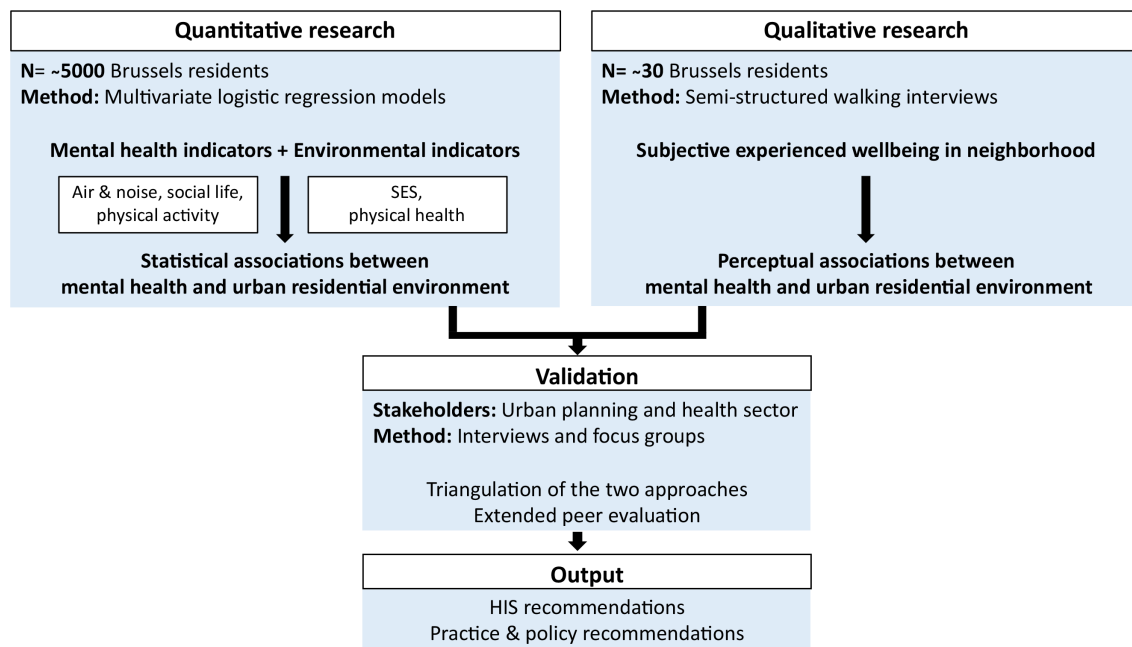 Quantitative research
N= ~5000 Brussels residents
Method: Multivariate logistic regression models
Mental health indicators + Environmental indicators
Air & noise, social life,
physical activity
SES,
physical health
Statistical associations between
mental health and urban residential environment
Qualitative research
N= ~30 Brussels residents
Method: Semi-structured walking interviews
Subjective experienced wellbeing in neighborhood
Perceptual associations between
mental health and urban residential environment
Validation
Stakeholders: Urban planning and health sector
Method: Interviews and focus groups
Triangulation of the two approaches
Extended peer evaluation
Output
HIS recommendations
Practice & policy recommendations